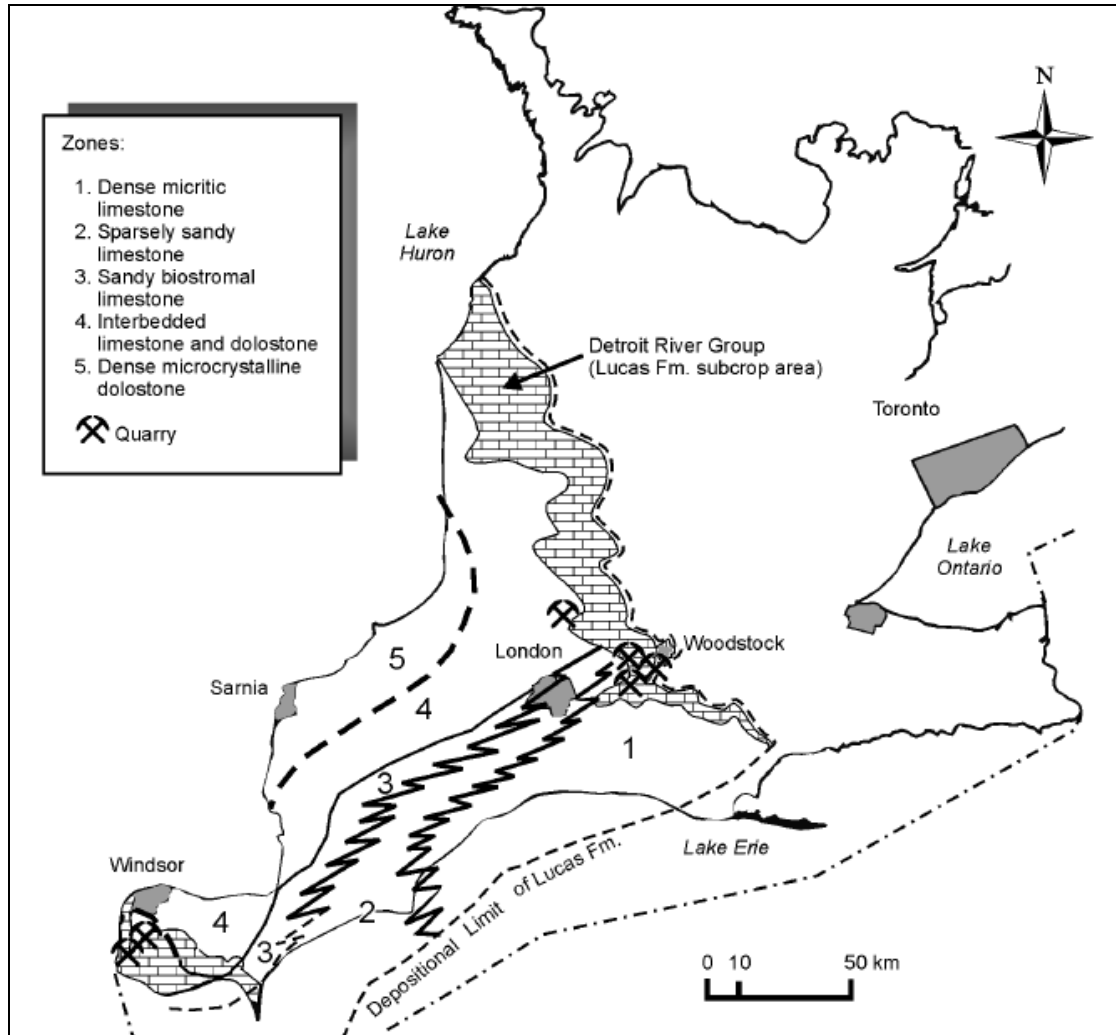 N
Zones:
1. Dense micritic
limestone
2. Sparsely sandy
limestone
3. Sandy biostromal
limestone
4. Interbedded
limestone and dolostone
5. Dense microcrystalline
dolostone
Quarry
Lake
Huron
Detroit River Group
(Lucas Fm. subcrop area)
Toronto
Lake
Ontario
Woodstock
London
5
Sarnia
4
1
3
Lake Erie
Windsor
Depositional Limit of Lucas Fm.
2
4
3
0 10 50 km